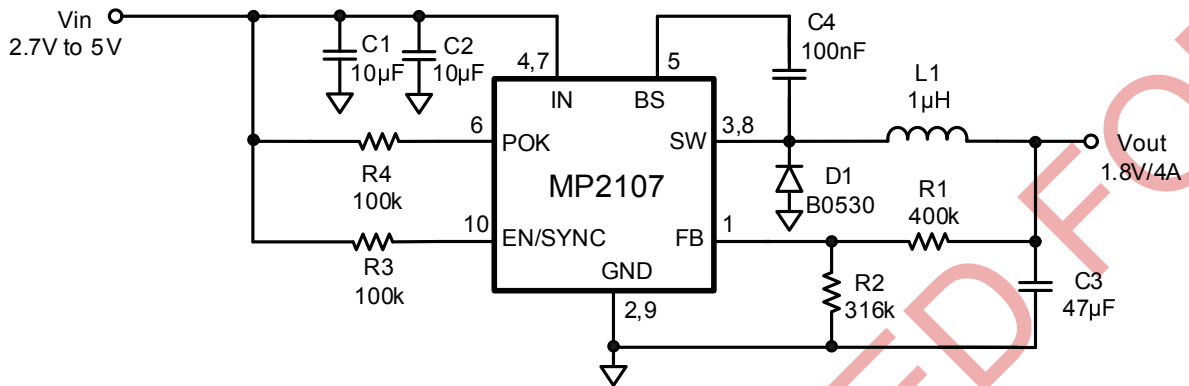 Vin
2.7V to 5V
C1
10µF
C2
10µF
4,7
5
C4
100nF
L1
1µH
IN
BS
6
POK
SW
3,8
R4
100k
MP2107
D1
B0530
Vout
1.8V/4A
R1
400k
10
EN/SYNC
FB
1
R3
100k
GND
2,9
R2
316k
C3
47µF
ED FO